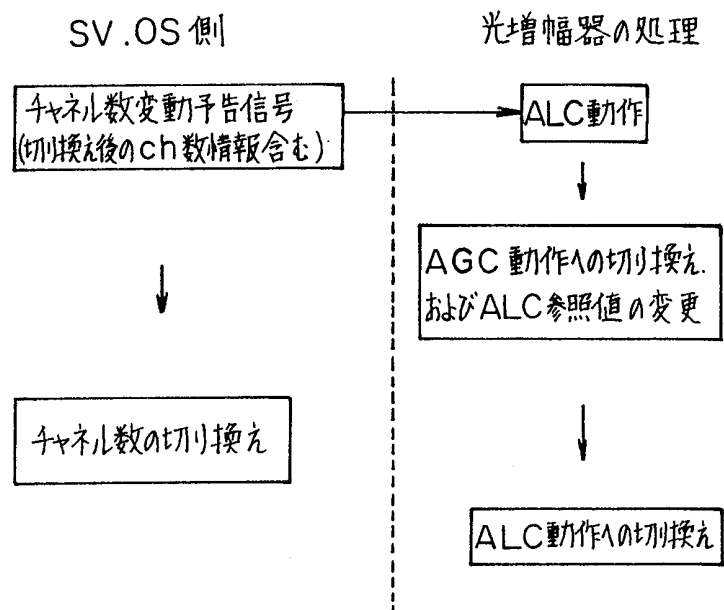 SV.OS側
チャネル数変動予告信号
(切り換え後のch数情報含む)
チャネル数の切り換え
光増幅器の処理
ALC動作
AGC動作への切り換え.
およびALC参照値の変更
ALC動作への切り換え